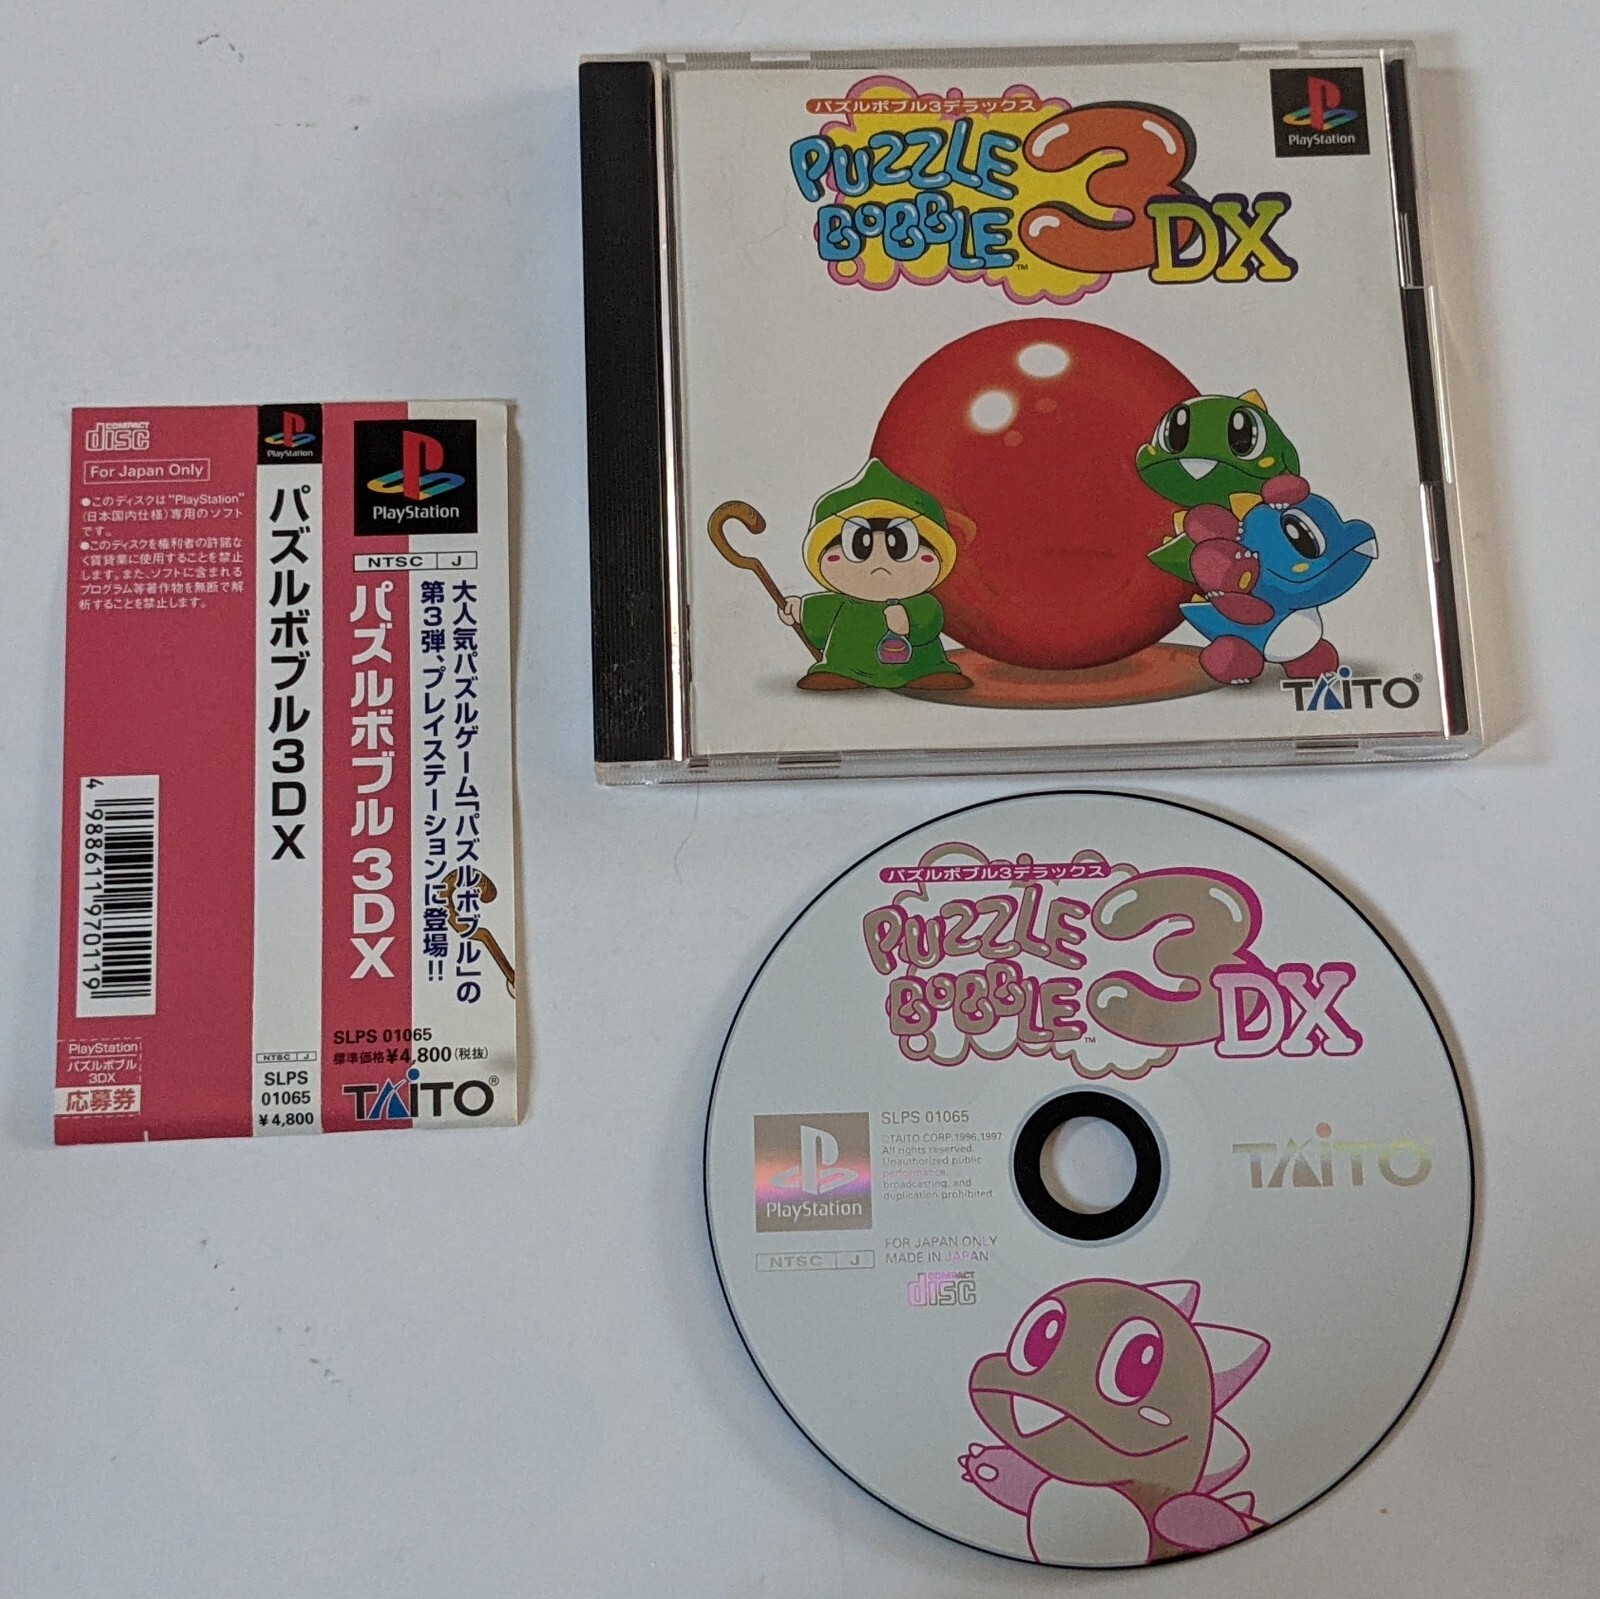 パズルボブル3デラックス
PUZZLE
BOBBLE™
3
DX
PlayStation
TAITO®
COMPACT
disc
For Japan Only
●このディスクは"PlayStation"
(日本国内仕様)専用のソフト
です。
●このディスクを権利者の許諾な
く賃貸業に使用することを禁止
します。また、ソフトに含まれる
プログラム等著作物を無断で解
析することを禁止します。
4 988611 970119
PlayStation
パズルボブル
3DX
応募券
PlayStation
パズルボブル3DX
NTSC J
SLPS
01065
¥4,800
PlayStation
NTSC J
大人気パズルゲーム「パズルボブル」の
第3弾、プレイステーションに登場!!
パズルボブル3DX
SLPS 01065
標準価格¥4,800(税抜)
TAITO®
パズルボブル3デラックス
PUZZLE
BOBBLE™
3
DX
PlayStation
NTSC J
SLPS 01065
©TAITO CORP.1996,1997
All rights reserved.
Unauthorized public
performance,
broadcasting, and
duplication prohibited.
FOR JAPAN ONLY
MADE IN JAPAN
COMPACT
disc
TAITO